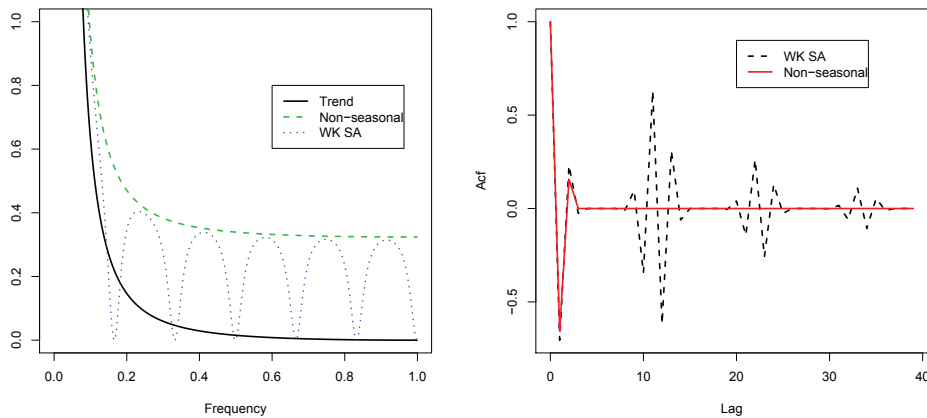 1.0
0.8
0.6
0.4
0.2
0.0
Trend
Non-seasonal
WK SA
0.0 0.2 0.4 0.6 0.8 1.0
Frequency
Acf
1.0
0.5
0.0
−0.5
WK SA
Non-seasonal
0 10 20 30 40
Lag